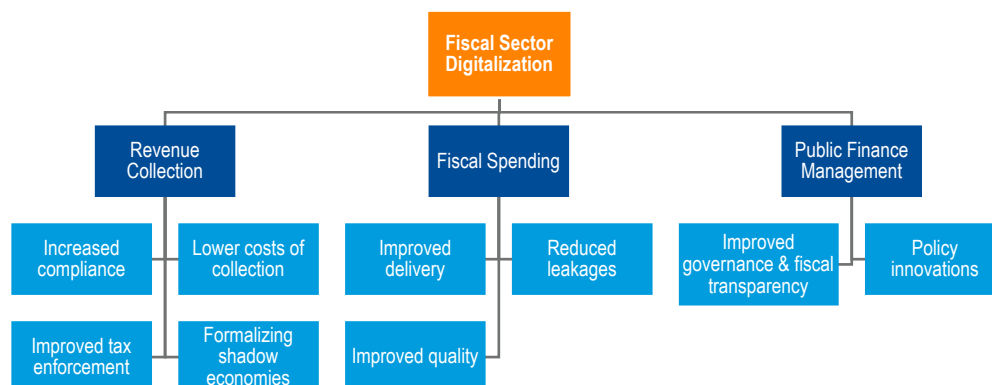 Fiscal Sector
Digitalization
Revenue
Collection
Fiscal Spending
Public Finance
Management
Increased
compliance
Lower costs of
collection
Improved
delivery
Reduced
leakages
Improved
governance & fiscal
transparency
Policy
innovations
Improved tax
enforcement
Formalizing
shadow
economies
Improved quality